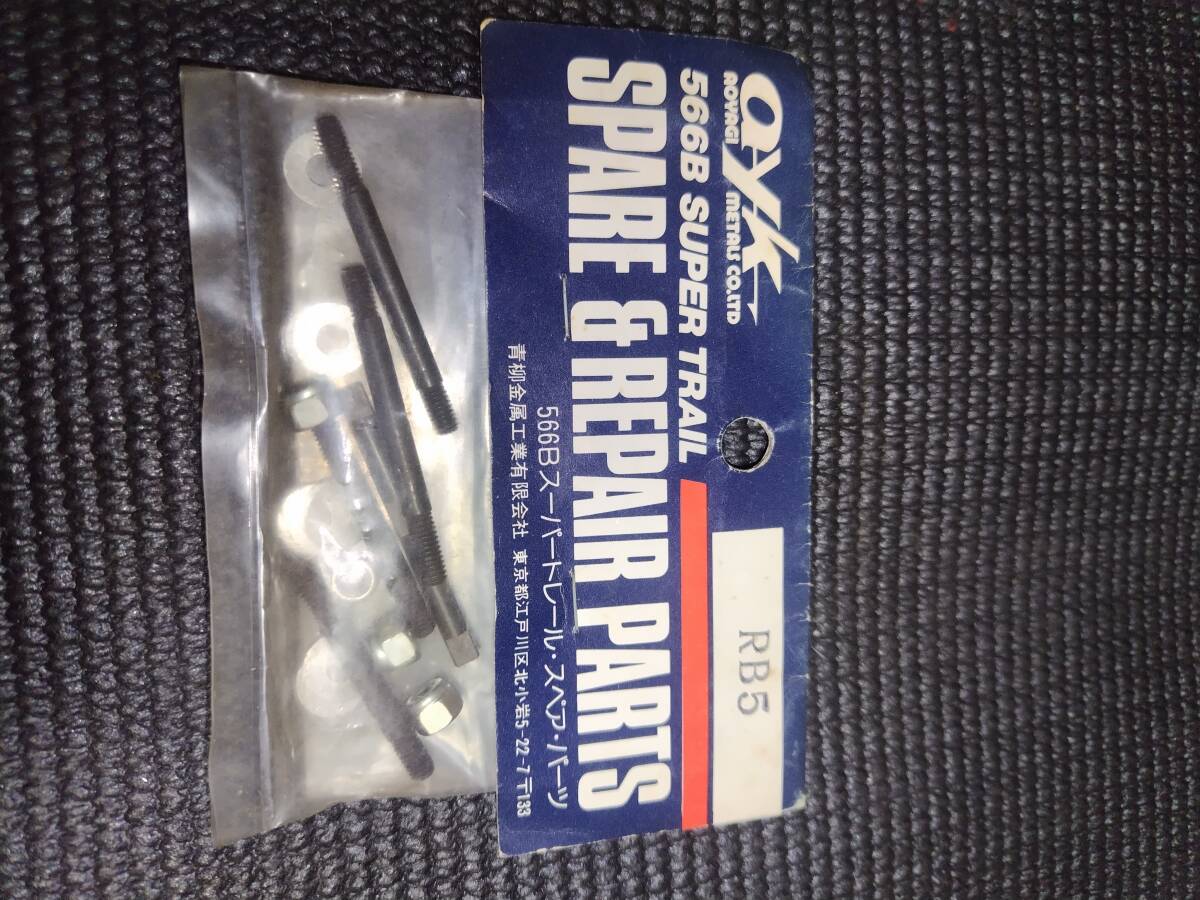 AYK
AOYAGI METALS CO.LTD
566B SUPER TRAIL
RB5
SPARE & REPAIR PARTS
566Bスーパートレール・スペア・パーツ
青柳金属工業有限会社 東京都江戸川区北小岩5-22-7〒133